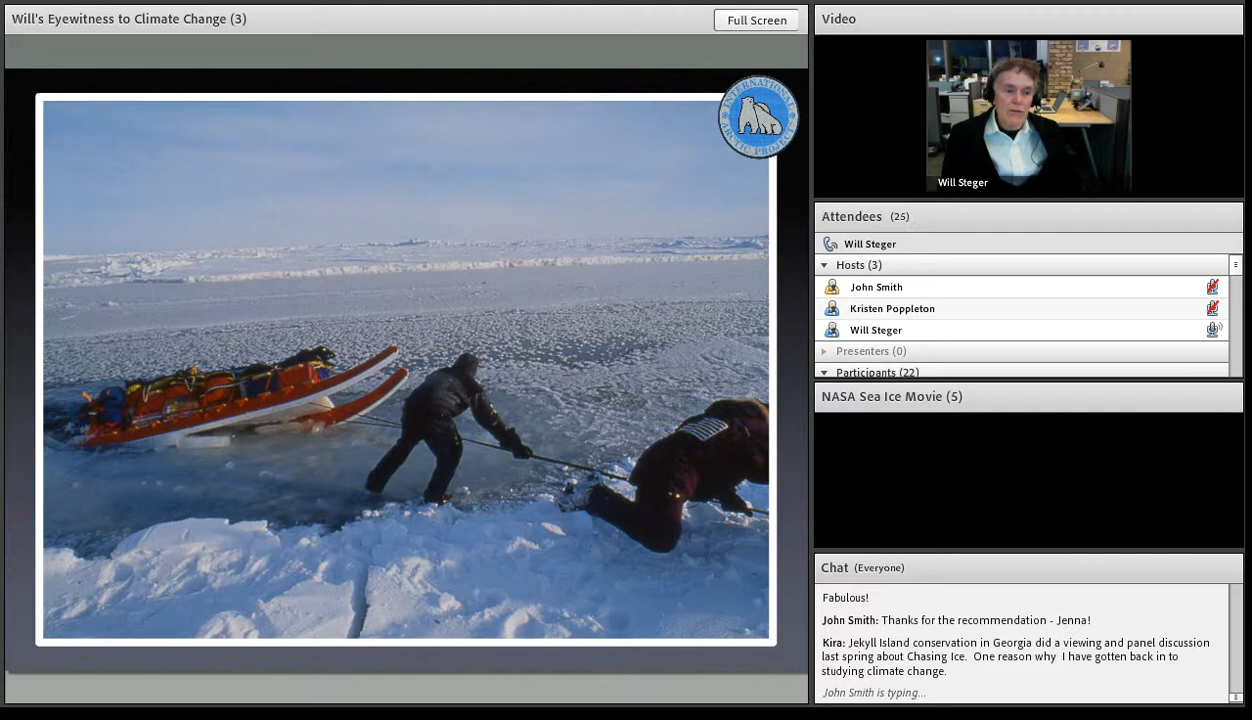 Will's Eyewitness to Climate Change (3)
Full Screen
INTERNATIONAL
ARCTIC PROJECT
Video
Will Steger
Attendees (25)
Will Steger
Hosts (3)
John Smith
Kristen Poppleton
Will Steger
Presenters (0)
Participants (22)
NASA Sea Ice Movie (5)
Chat (Everyone)
Fabulous!
John Smith: Thanks for the recommendation - Jenna!
Kira: Jekyll Island conservation in Georgia did a viewing and panel discussion
last spring about Chasing Ice.  One reason why  I have gotten back in to
studying climate change.
John Smith is typing...